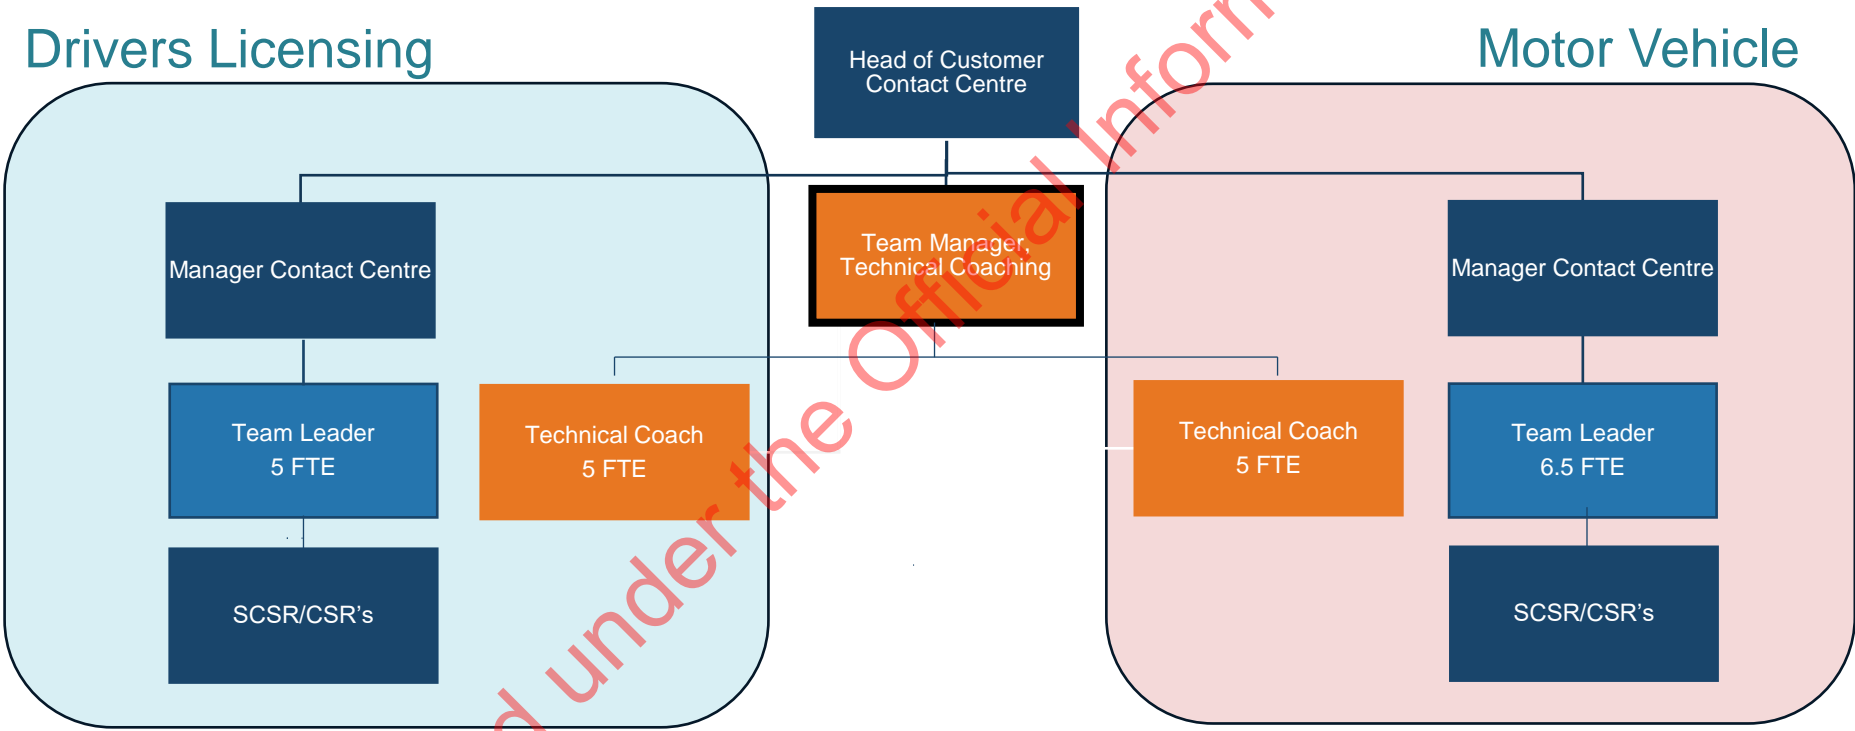 Drivers Licensing
Head of Customer
Contact Centre
Motor Vehicle
Manager Contact Centre
Team Manager,
Technical Coaching
Manager Contact Centre
Team Leader
5 FTE
Technical Coach
5 FTE
Technical Coach
5 FTE
Team Leader
6.5 FTE
SCSR/CSR's
SCSR/CSR's
under the Official